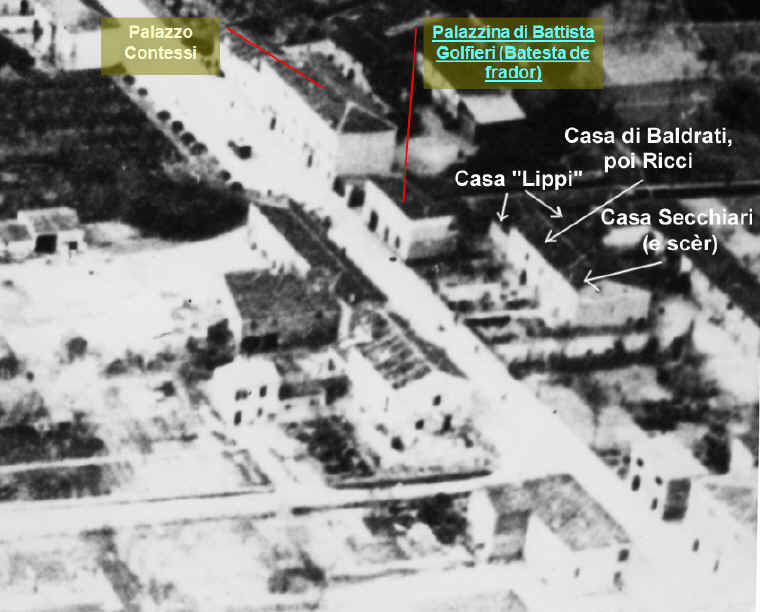 Palazzo
Contessi
Palazzina di Battista
Golfieri (Batesta de
frador)
Casa di Baldrati,
poi Ricci
Casa "Lippi"
Casa Secchiari
(e scèr)